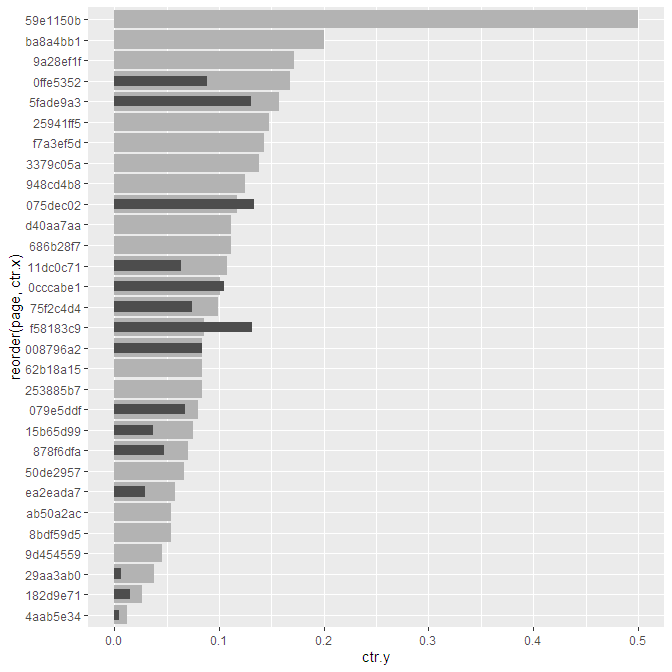 59e1150b
ba8a4bb1
9a28ef1f
0ffe5352
5fade9a3
25941ff5
f7a3ef5d
3379c05a
948cd4b8
075dec02
d40aa7aa
686b28f7
11dc0c71
0cccabe1
75f2c4d4
f58183c9
008796a2
62b18a15
253885b7
079e5ddf
15b65d99
878f6dfa
50de2957
ea2eada7
ab50a2ac
8bdf59d5
9d454559
29aa3ab0
182d9e71
4aab5e34
reorder(page, ctr.x)
0.0 0.1 0.2 0.3 0.4 0.5
ctr.y